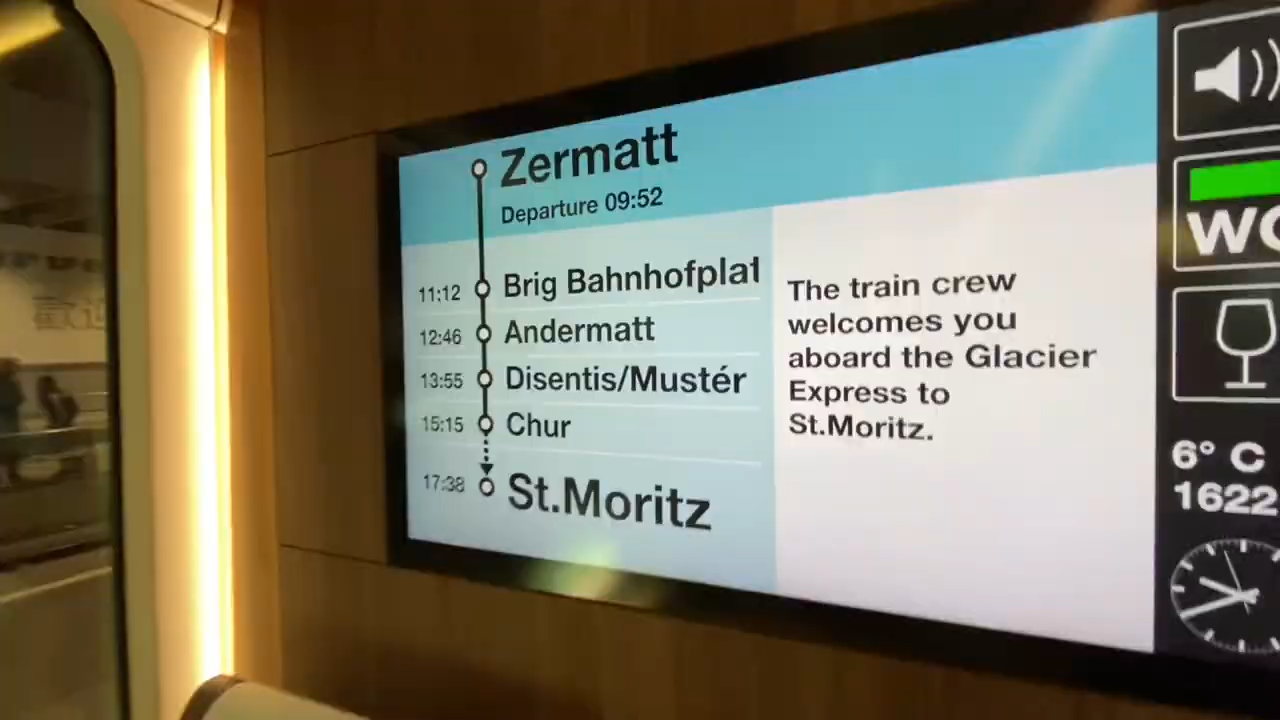 Zermatt
Departure 09:52
11:12 Brig Bahnhofplat
12:46 Andermatt
13:55 Disentis/Mustér
15:15 Chur
17:38 St.Moritz
The train crew
welcomes you
aboard the Glacier
Express to
St.Moritz.
WC
6° C
1622